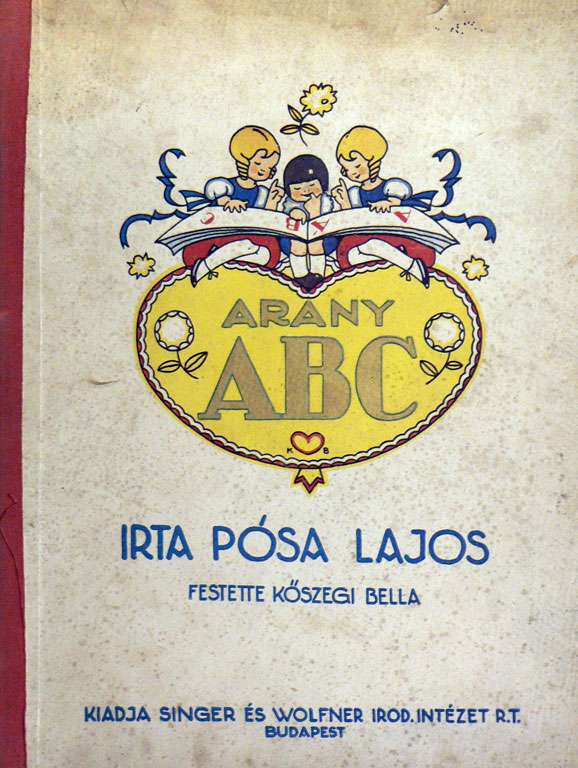 A Á B C
ARANY
ABC
K B
IRTA PÓSA LAJOS
FESTETTE KŐSZEGI BELLA
KIADJA SINGER ÉS WOLFNER IROD. INTÉZET R.T.
BUDAPEST